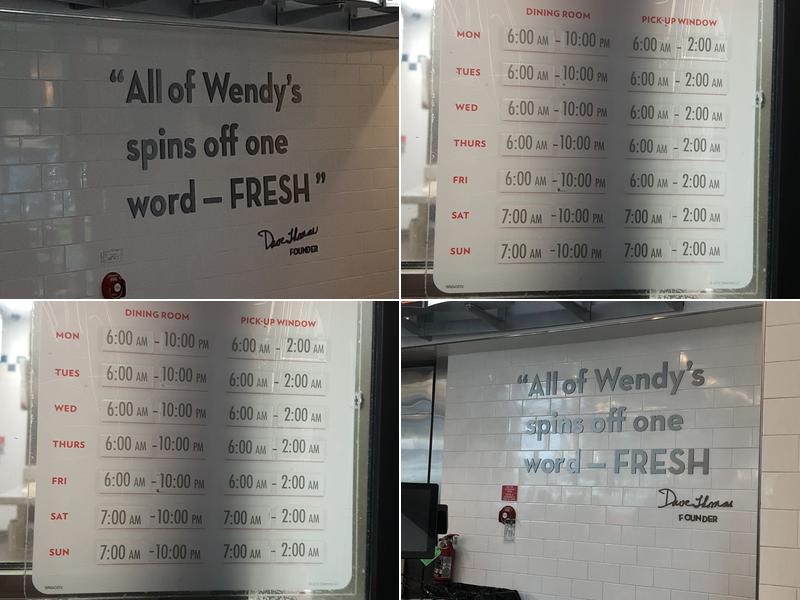 “All of Wendy's
spins off one
word – FRESH”
Dave Thomas
FOUNDER
DINING ROOM PICK-UP WINDOW
MON 6:00 AM - 10:00 PM 6:00 AM - 2:00 AM
TUES 6:00 AM - 10:00 PM 6:00 AM - 2:00 AM
WED 6:00 AM - 10:00 PM 6:00 AM - 2:00 AM
THURS 6:00 AM - 10:00 PM 6:00 AM - 2:00 AM
FRI 6:00 AM - 10:00 PM 6:00 AM - 2:00 AM
SAT 7:00 AM - 10:00 PM 7:00 AM - 2:00 AM
SUN 7:00 AM - 10:00 PM 7:00 AM - 2:00 AM
DINING ROOM PICK-UP WINDOW
MON 6:00 AM - 10:00 PM 6:00 AM - 2:00 AM
TUES 6:00 AM - 10:00 PM 6:00 AM - 2:00 AM
WED 6:00 AM - 10:00 PM 6:00 AM - 2:00 AM
THURS 6:00 AM - 10:00 PM 6:00 AM - 2:00 AM
FRI 6:00 AM - 10:00 PM 6:00 AM - 2:00 AM
SAT 7:00 AM - 10:00 PM 7:00 AM - 2:00 AM
SUN 7:00 AM - 10:00 PM 7:00 AM - 2:00 AM
“All of Wendy's
spins off one
word – FRESH
Dave Thomas
FOUNDER